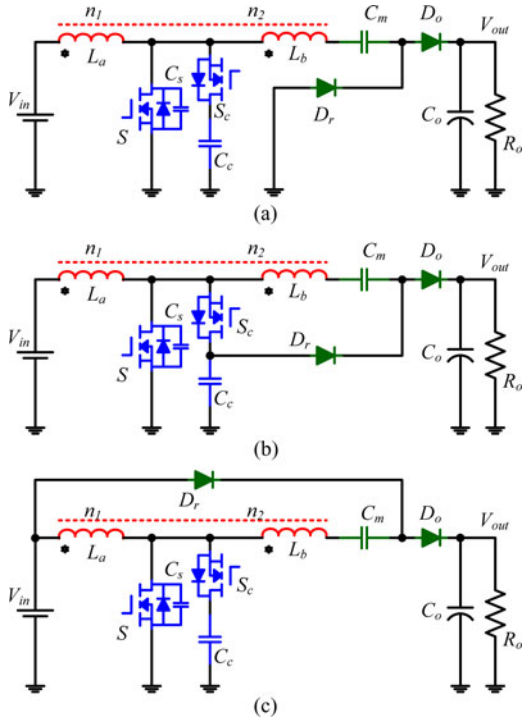 n1 n2 Cm Do Vout
La Lb
Cs
Vin S Sc Dr Co Ro
Cc
(a)
n1 n2 Cm Do Vout
La Lb
Cs Sc
Vin S Dr Co Ro
Cc
(b)
Dr
n1 n2 Cm Do Vout
La Lb
Cs
Vin S Sc Co Ro
Cc
(c)